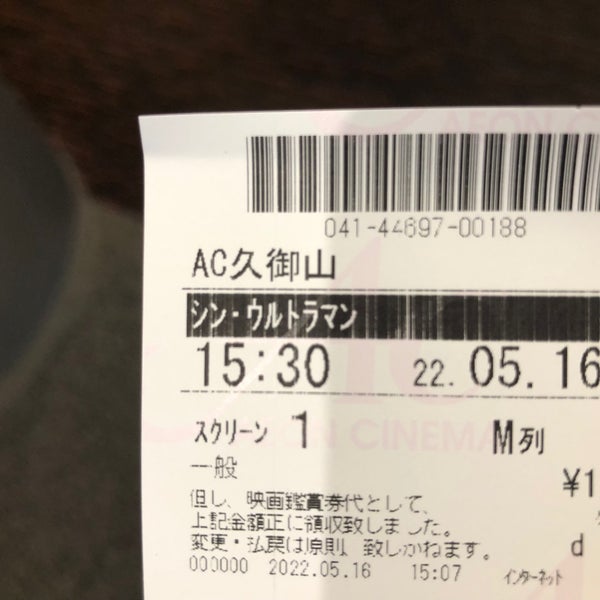 AEON C
041-44697-00188
AC久御山
シン・ウルトラマン
15:30 22.05.16
スクリーン 1 M列
AEON CINEMA
一般
¥1
但し、映画鑑賞券代として、
上記金額正に領収致しました。
変更・払戻は原則 致しかねます。
d
000000 2022.05.16 15:07 インターネット